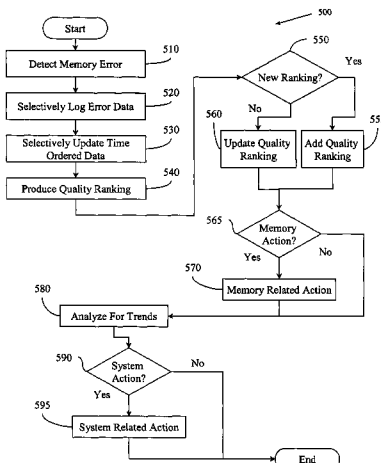 500
Start
510
Detect Memory Error
520
Selectively Log Error Data
530
Selectively Update Time
Ordered Data
540
Produce Quality Ranking
550
New Ranking?
Yes
No
560
Update Quality
Ranking
55
Add Quality
Ranking
565
Memory
Action?
Yes
No
570
Memory Related Action
580
Analyze For Trends
590
System
Action?
No
Yes
595
System Related Action
End